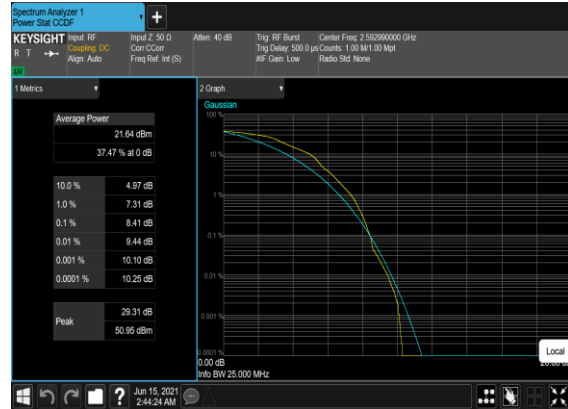 Spectrum Analyzer 1
Power Stat CCDF
KEYSIGHT
R T
LXI
Input: RF
Coupling: DC
Align: Auto
Input Z: 50 Ω
Corr CCorr
Freq Ref: Int (S)
Atten: 40 dB
Trig: RF Burst
Trig Delay: 500.0 µs
#IF Gain: Low
Center Freq: 2.592990000 GHz
Counts: 1.00 M/1.00 Mpt
Radio Std: None
1 Metrics
Average Power
21.64 dBm
37.47 % at 0 dB
10.0 % 4.97 dB
1.0 % 7.31 dB
0.1 % 8.41 dB
0.01 % 9.44 dB
0.001 % 10.10 dB
0.0001 % 10.25 dB
Peak
29.31 dB
50.95 dBm
2 Graph
Gaussian
100 %
10 %
1 %
0.1 %
0.01 %
0.001 %
0.0001 %
0.00 dB
Info BW 25.000 MHz
Local
?
Jun 15, 2021
2:44:24 AM